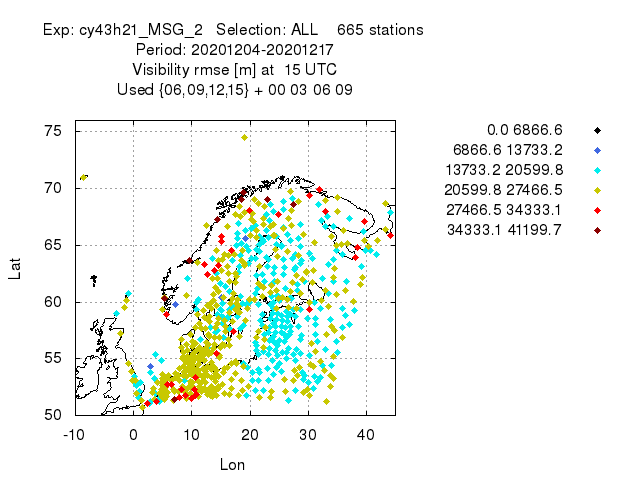 Exp: cy43h21_MSG_2 Selection: ALL 665 stations
Period: 20201204-20201217
Visibility rmse [m] at 15 UTC
Used {06,09,12,15} + 00 03 06 09
0.0 6866.6
6866.6 13733.2
13733.2 20599.8
20599.8 27466.5
27466.5 34333.1
34333.1 41199.7
75
70
65
60
55
50
Lat
-10 0 10 20 30 40
Lon